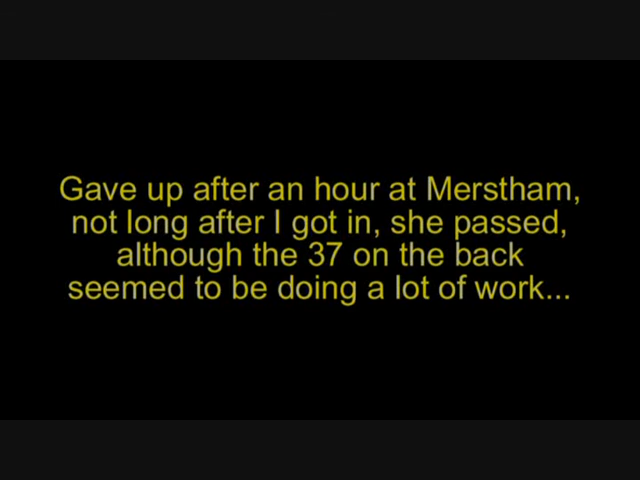 Gave up after an hour at Merstham,
not long after I got in, she passed,
although the 37 on the back
seemed to be doing a lot of work...